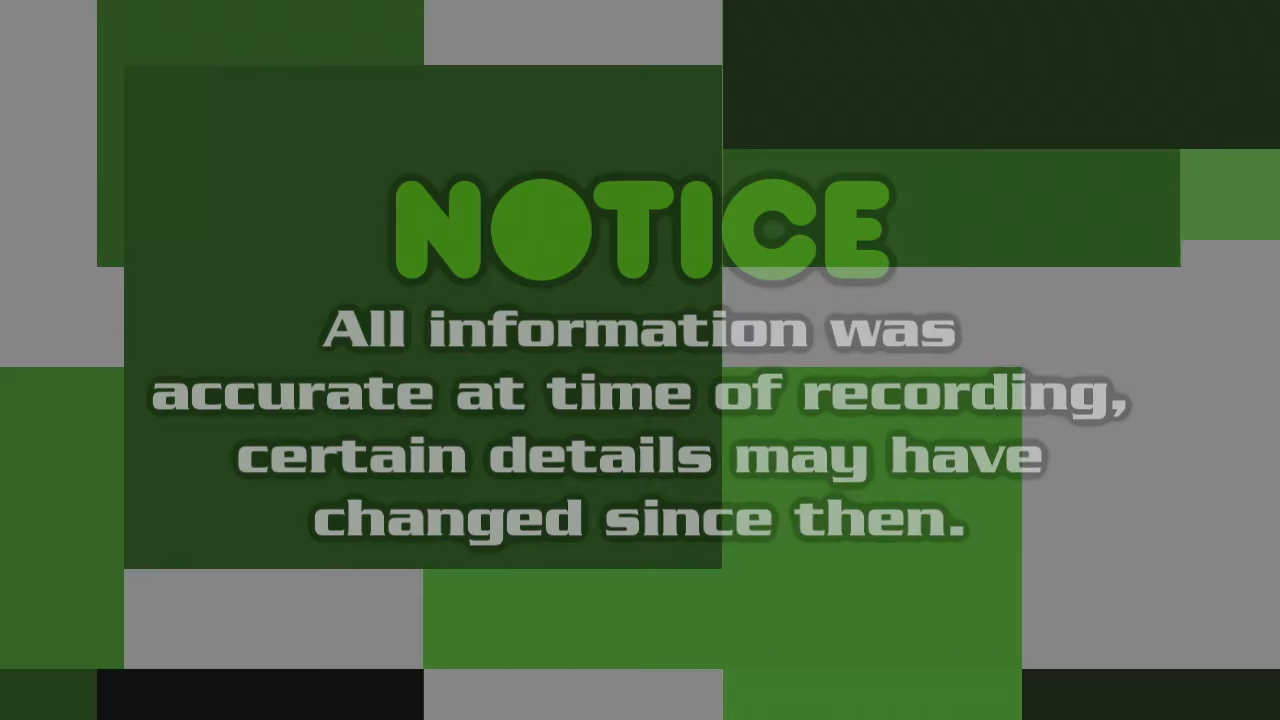 NOTICE
All information was
accurate at time of recording,
certain details may have
changed since then.